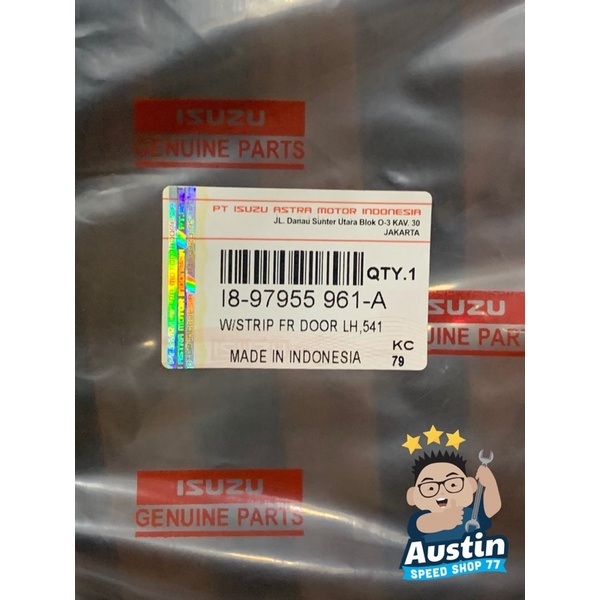 ISUZU
GENUINE PARTS
PT ISUZU ASTRA MOTOR INDONESIA
JL. Danau Sunter Utara Blok O-3 KAV. 30
JAKARTA
QTY.1
I8-97955 961-A
W/STRIP FR DOOR LH,541
KC
MADE IN INDONESIA
79
SUZU
UINE PARTS
ISUZU
GENUINE PARTS
Austin
SPEED SHOP 77